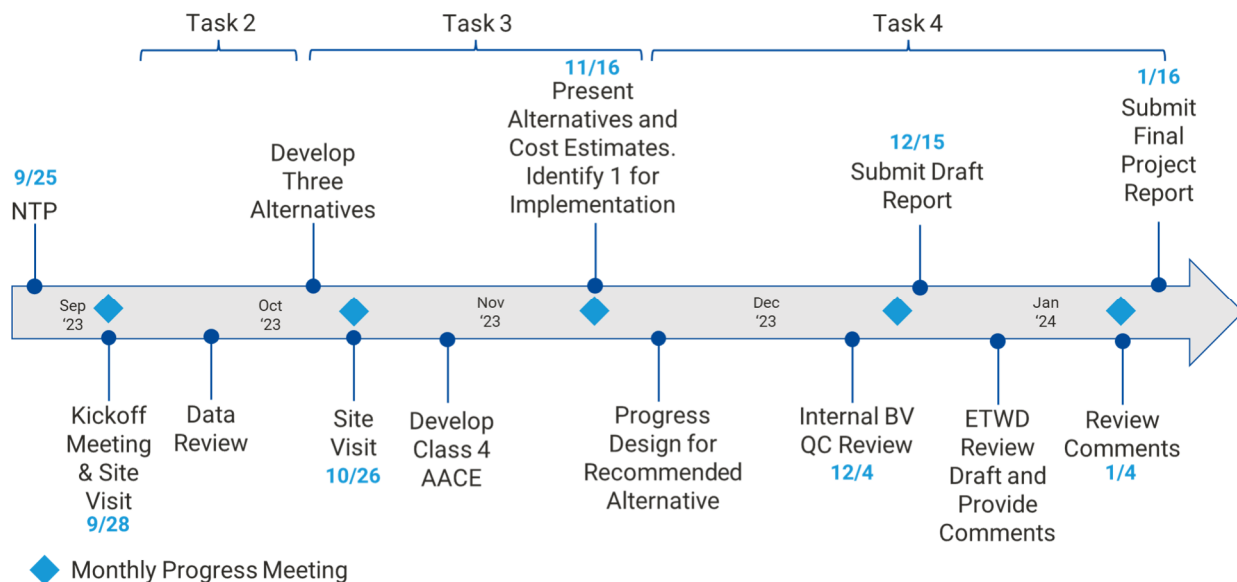 Task 2
Task 3
Task 4
9/25
NTP
Develop
Three
Alternatives
11/16
Present
Alternatives and
Cost Estimates.
Identify 1 for
Implementation
12/15
Submit Draft
Report
1/16
Submit
Final
Project
Report
Sep
‘23
Oct
‘23
Nov
‘23
Dec
‘23
Jan
‘24
Kickoff
Meeting
& Site
Visit
9/28
Data
Review
Site
Visit
10/26
Develop
Class 4
AACE
Progress
Design for
Recommended
Alternative
Internal BV
QC Review
12/4
ETWD
Review
Draft and
Provide
Comments
Review
Comments
1/4
Monthly Progress Meeting